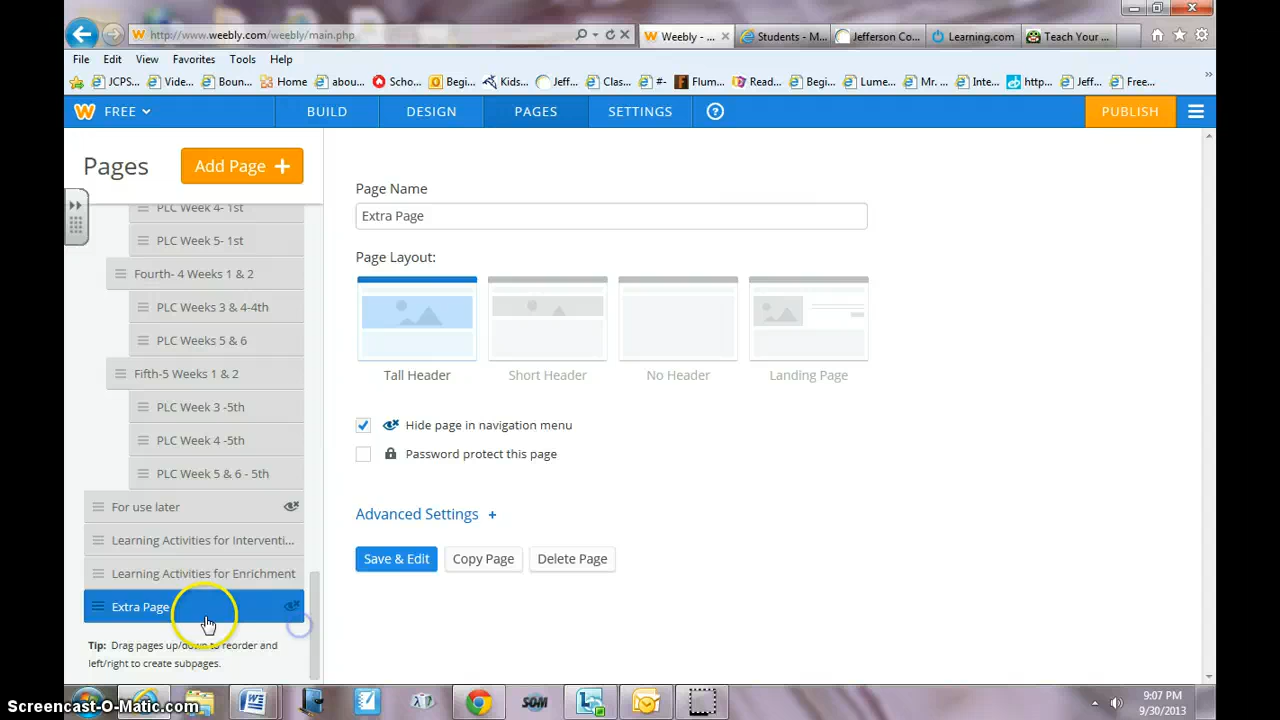 http://www.weebly.com/weebly/main.php
Weebly - ...
Students - M...
Jefferson Co...
Learning.com
Teach Your ...
File Edit View Favorites Tools Help
JCPS... Vide... Boun... Home abou... Scho... Begi... Kids... Jeff... Clas... #- Flum... Read... Begi... Lume... Mr. ... Inte... http... Jeff... Free...
FREE BUILD DESIGN PAGES SETTINGS ? PUBLISH
Pages Add Page +
PLC Week 4- 1st
PLC Week 5- 1st
Fourth- 4 Weeks 1 & 2
PLC Weeks 3 & 4-4th
PLC Weeks 5 & 6
Fifth-5 Weeks 1 & 2
PLC Week 3 -5th
PLC Week 4 -5th
PLC Week 5 & 6 - 5th
For use later
Learning Activities for Interventi...
Learning Activities for Enrichment
Extra Page
Tip: Drag pages up/down to reorder and
left/right to create subpages.
Page Name
Extra Page
Page Layout:
Tall Header Short Header No Header Landing Page
Hide page in navigation menu
Password protect this page
Advanced Settings +
Save & Edit Copy Page Delete Page
SOM
9:07 PM
9/30/2013
Screencast-O-Matic.com